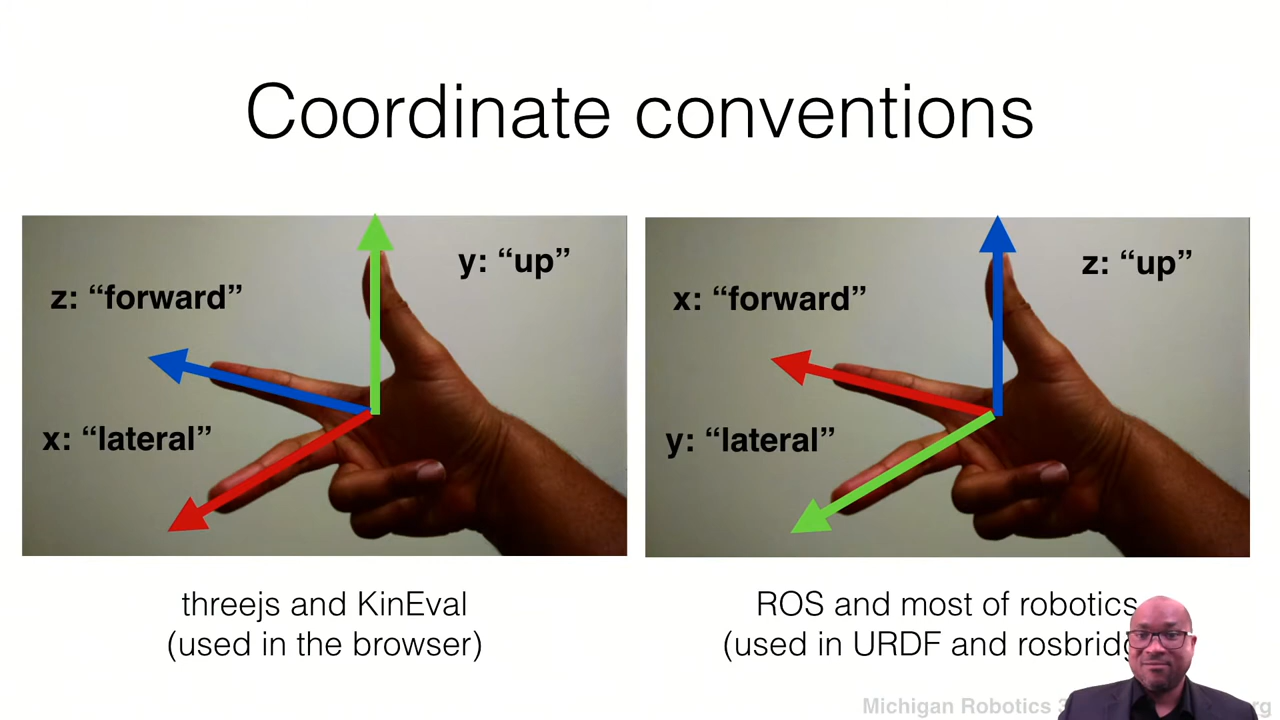 Coordinate conventions
y: “up”
z: “forward”
x: “lateral”
z: “up”
x: “forward”
y: “lateral”
threejs and KinEval
(used in the browser)
ROS and most of robotics
(used in URDF and
Michigan Robotics